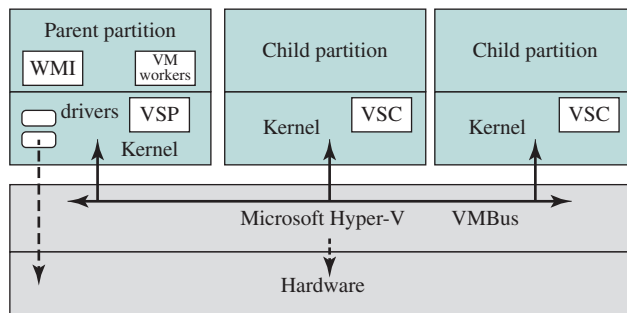 Parent partition
WMI
VM
workers
drivers
VSP
Kernel
Child partition
Kernel
VSC
Child partition
Kernel
VSC
Microsoft Hyper-V
VMBus
Hardware